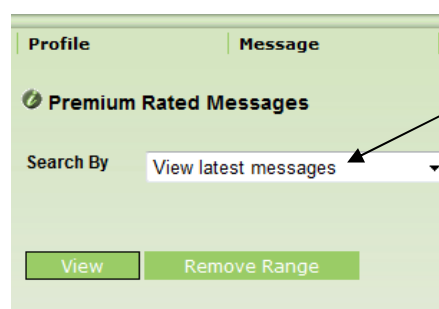 Profile Message
Premium Rated Messages
Search By View latest messages
View Remove Range